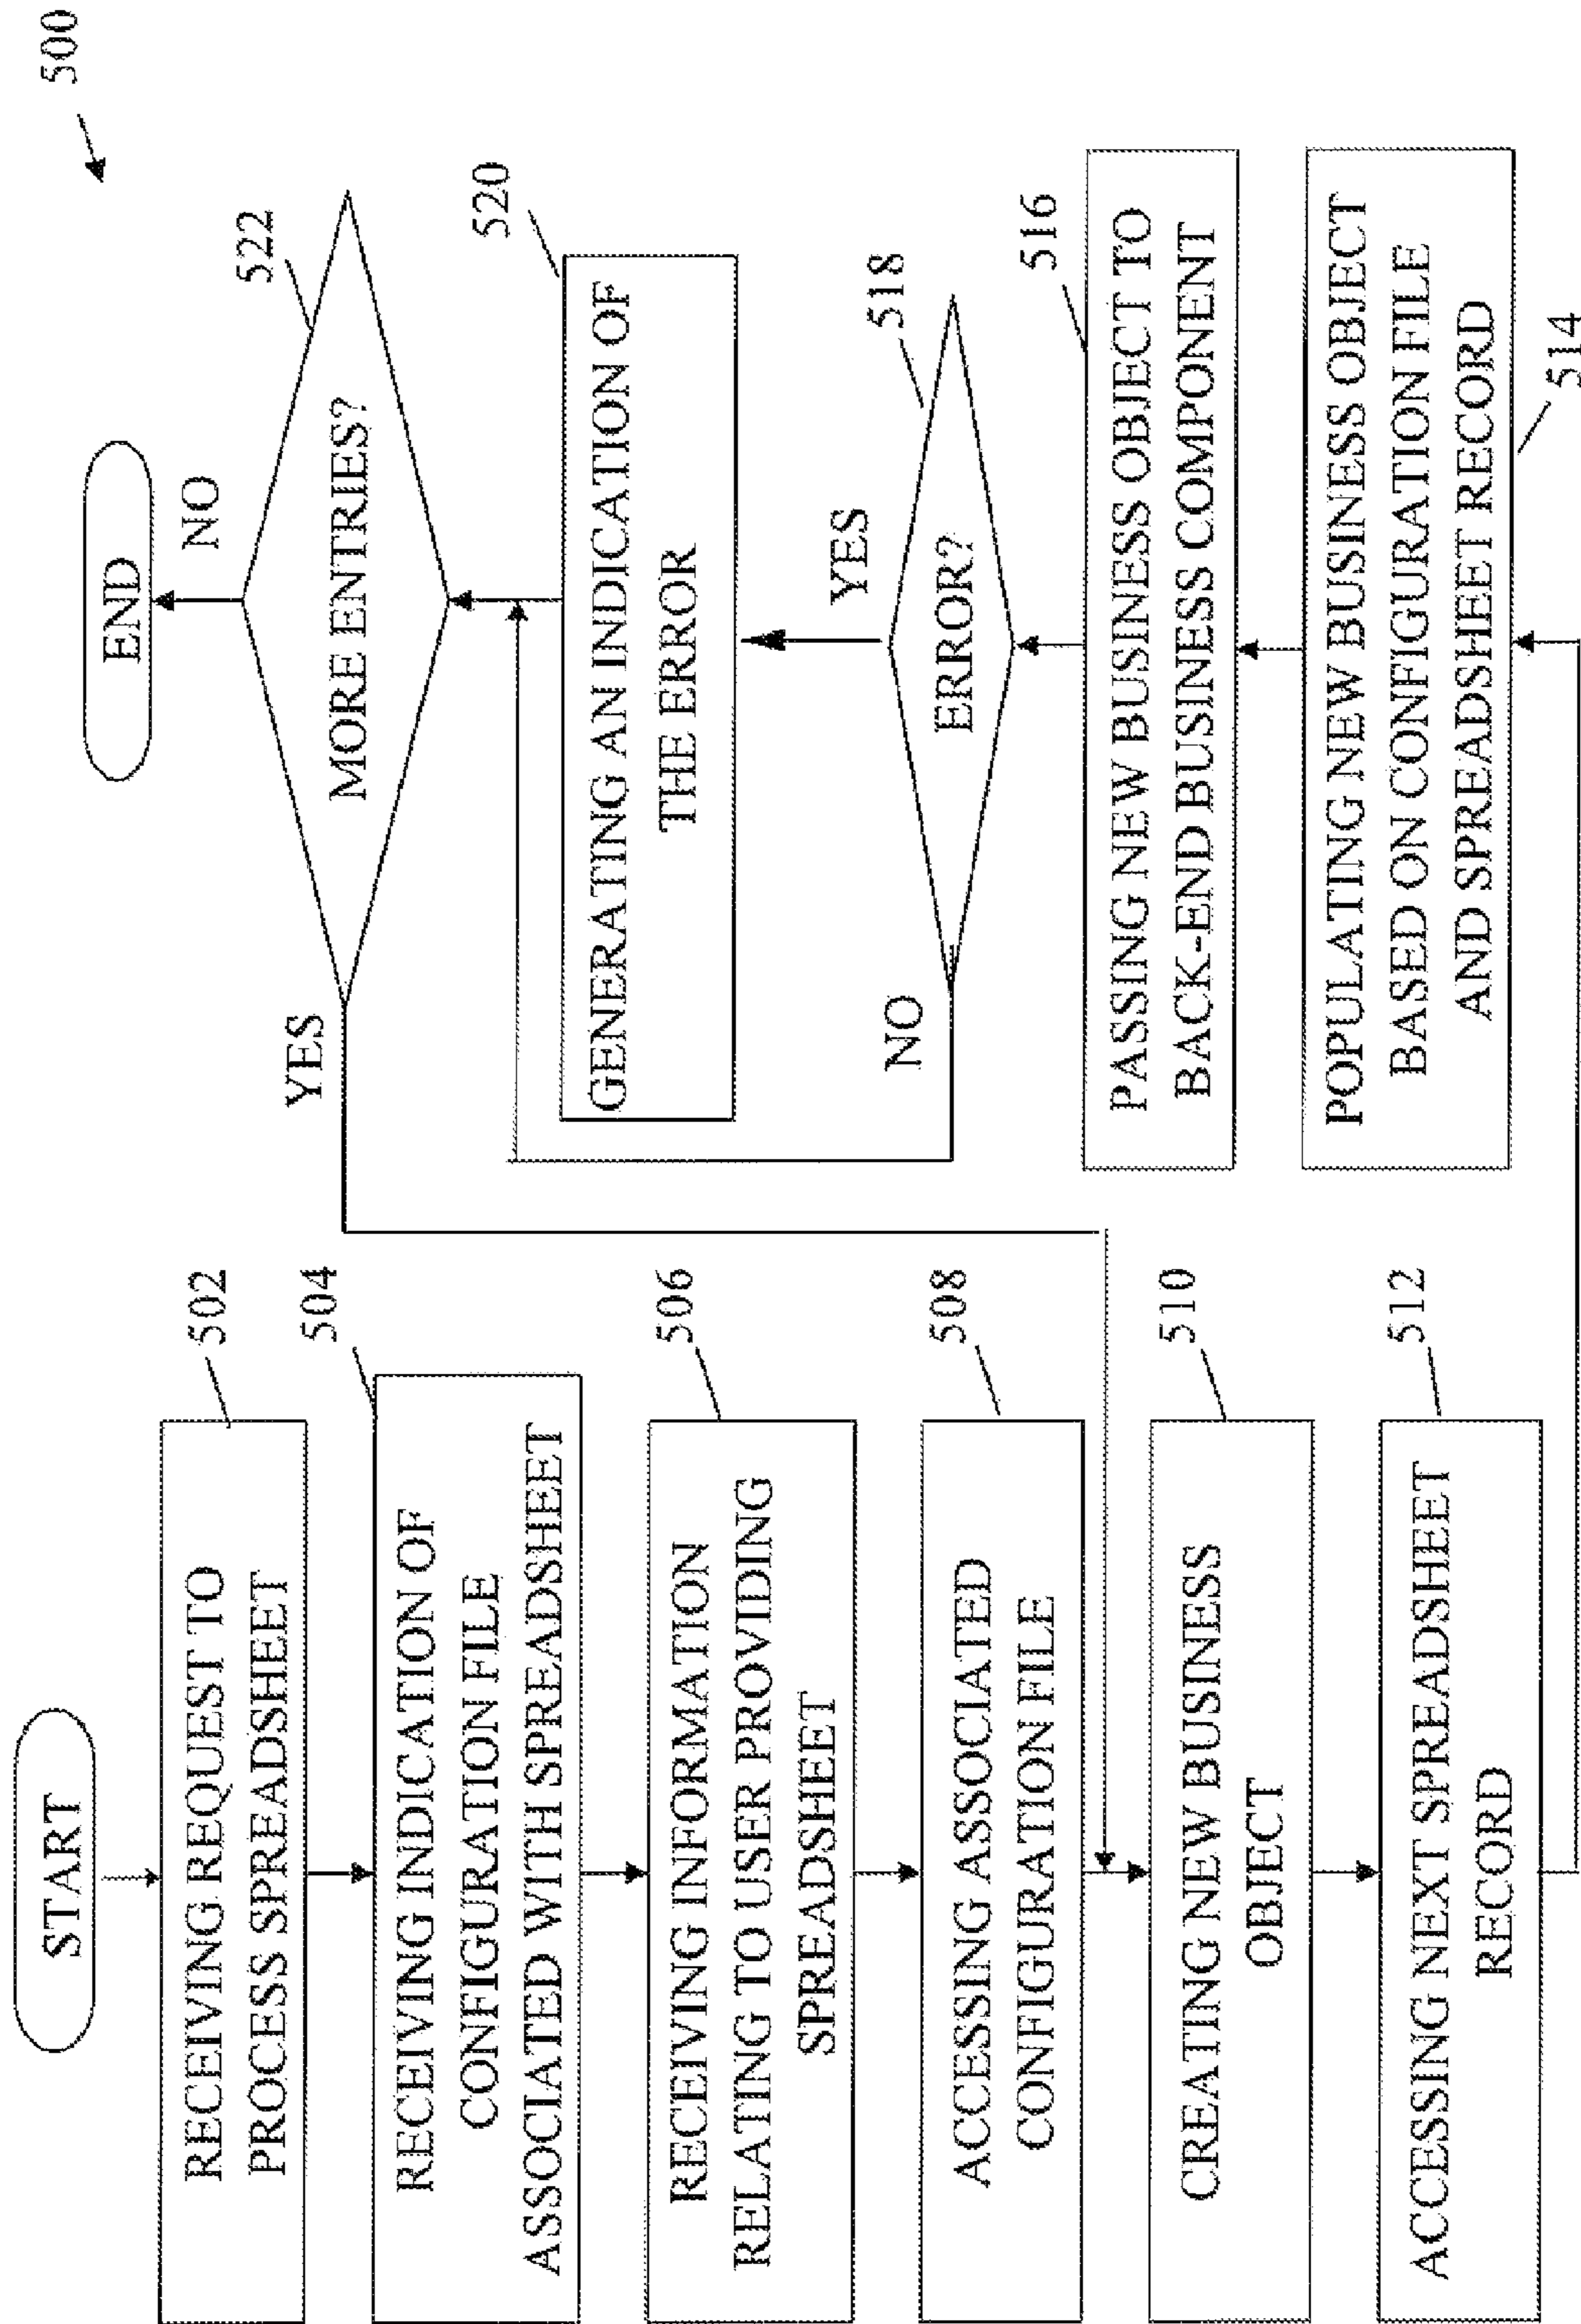 500
START
RECEIVING REQUEST TO
PROCESS SPREADSHEET
502
RECEIVING INDICATION OF
CONFIGURATION FILE
ASSOCIATED WITH SPREADSHEET
504
RECEIVING INFORMATION
RELATING TO USER PROVIDING
SPREADSHEET
506
ACCESSING ASSOCIATED
CONFIGURATION FILE
508
CREATING NEW BUSINESS
OBJECT
510
ACCESSING NEXT SPREADSHEET
RECORD
512
POPULATING NEW BUSINESS OBJECT
BASED ON CONFIGURATION FILE
AND SPREADSHEET RECORD
514
PASSING NEW BUSINESS OBJECT TO
BACK-END BUSINESS COMPONENT
516
ERROR?
518
YES
NO
GENERATING AN INDICATION OF
THE ERROR
520
MORE ENTRIES?
522
YES
NO
END